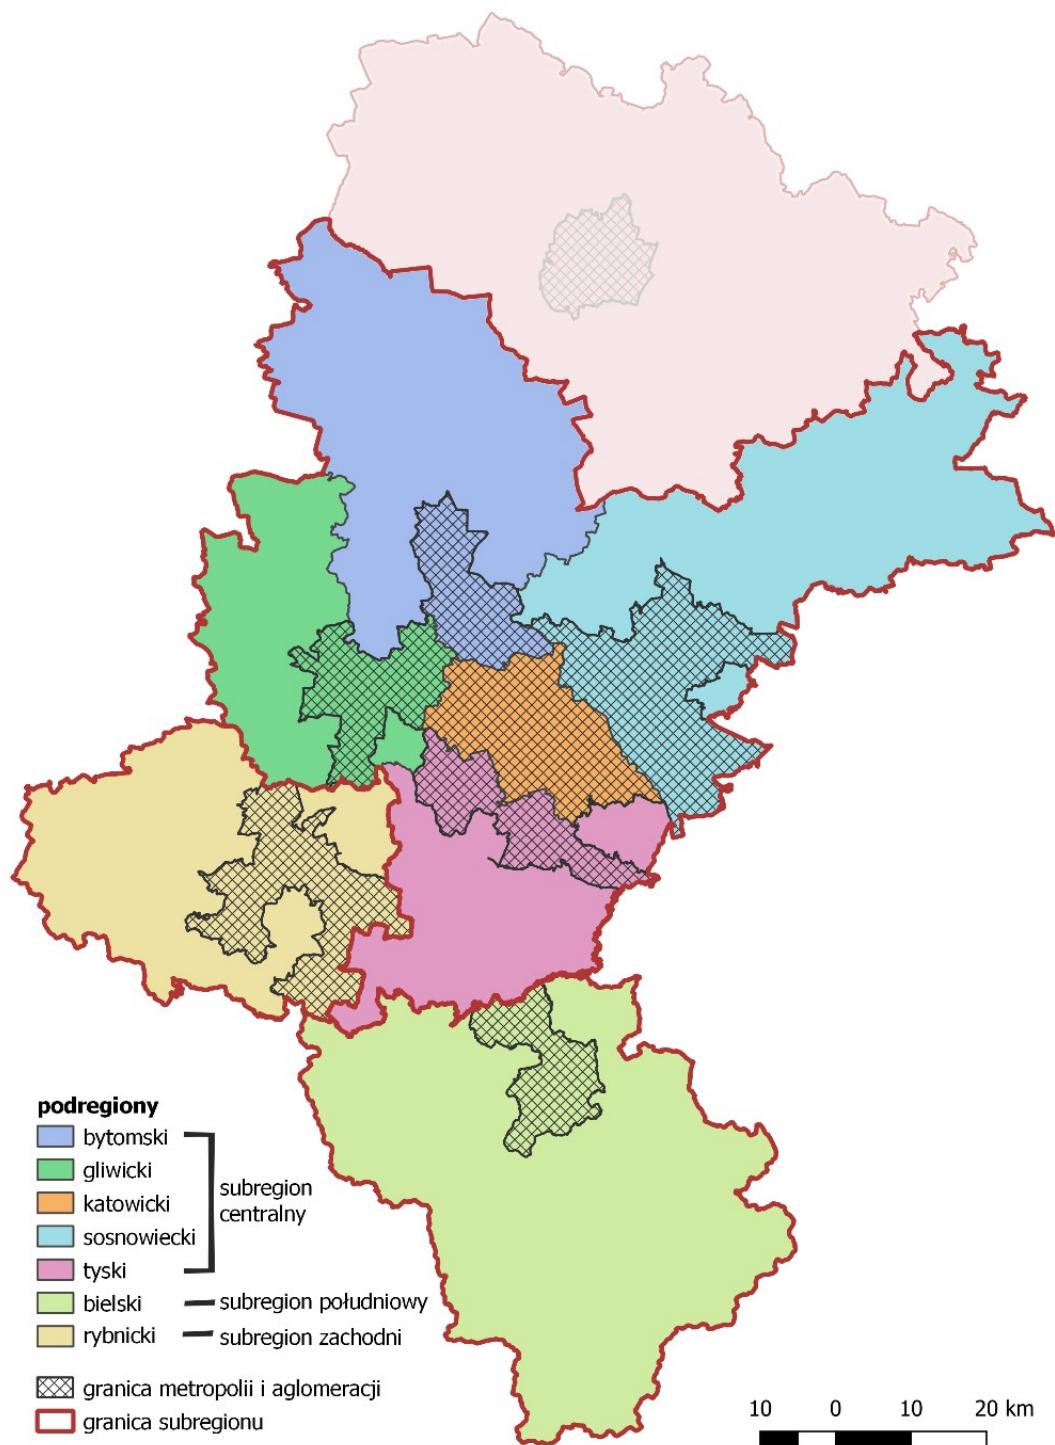 podregiony
bytomski
gliwicki
katowicki
sosnowiecki
tyski
subregion
centralny
bielski
subregion południowy
rybnicki
subregion zachodni
granica metropolii i aglomeracji
granica subregionu
10 0 10 20 km